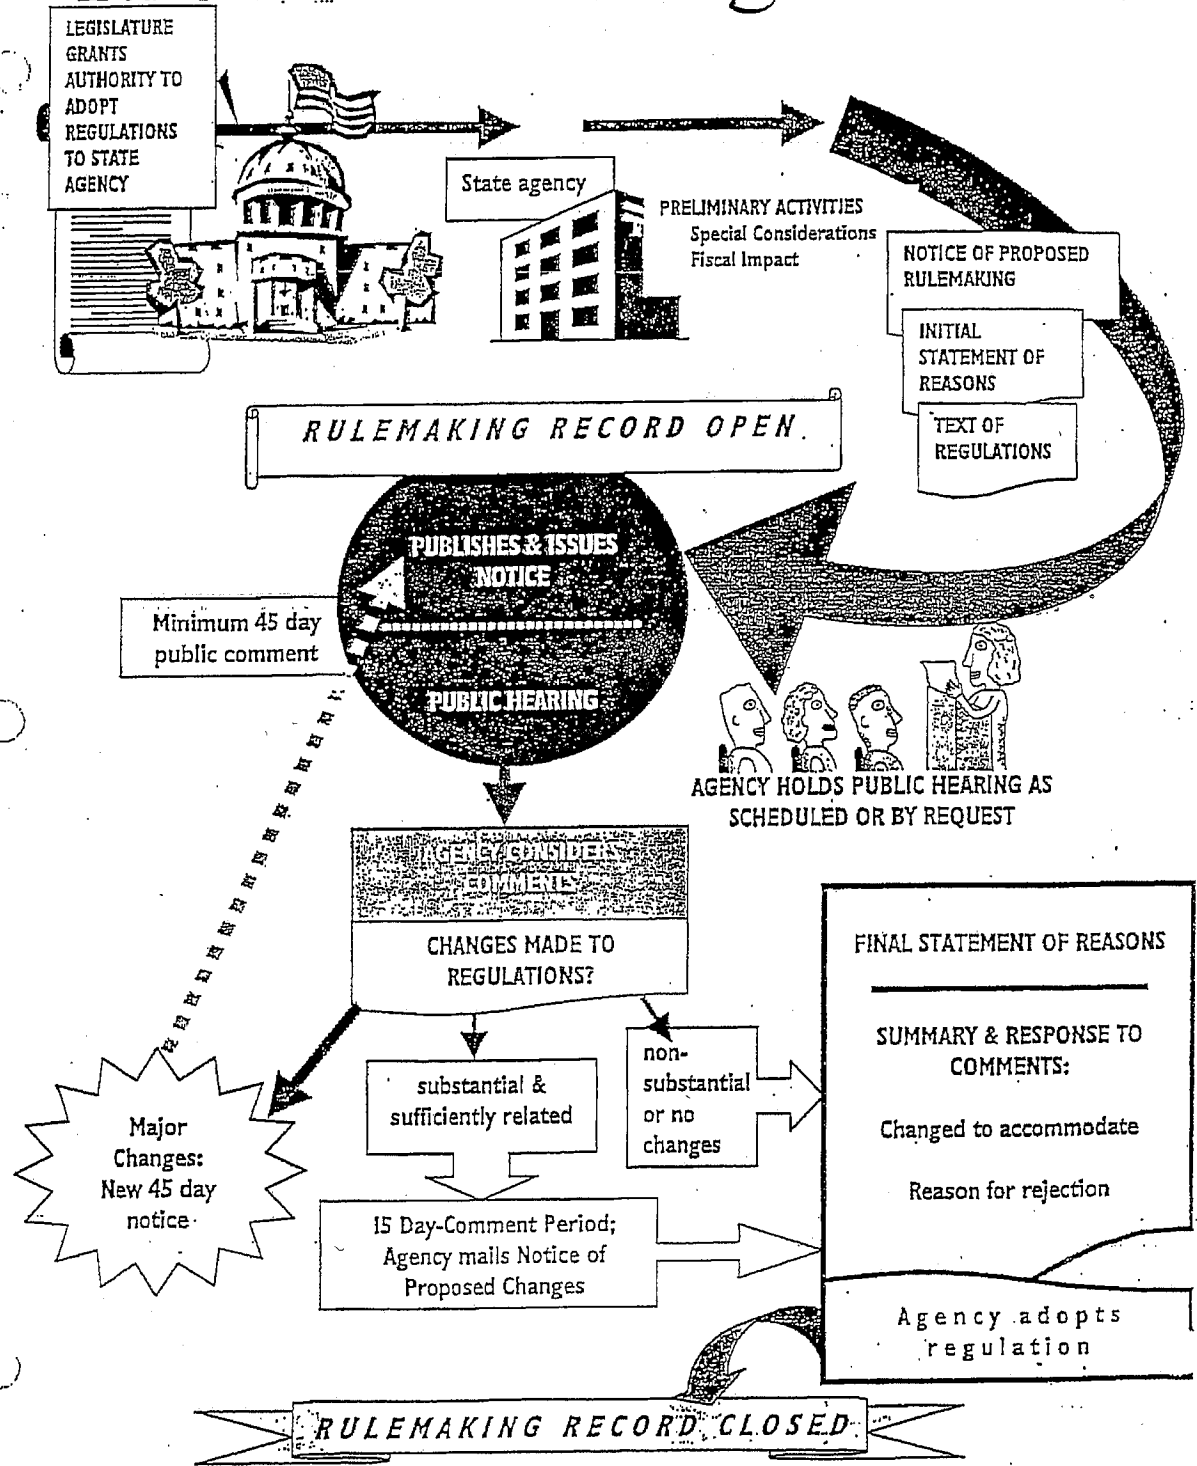 LEGISLATURE
GRANTS
AUTHORITY TO
ADOPT
REGULATIONS
TO STATE
AGENCY
State agency
PRELIMINARY ACTIVITIES
Special Considerations
Fiscal Impact
NOTICE OF PROPOSED
RULEMAKING
INITIAL
STATEMENT OF
REASONS
TEXT OF
REGULATIONS
RULEMAKING RECORD OPEN
PUBLISHES & ISSUES
NOTICE
Minimum 45 day
public comment
PUBLIC HEARING
AGENCY HOLDS PUBLIC HEARING AS
SCHEDULED OR BY REQUEST
AGENCY CONSIDERS
COMMENTS
CHANGES MADE TO
REGULATIONS?
Major
Changes:
New 45 day
notice
substantial &
sufficiently related
non-
substantial
or no
changes
15 Day-Comment Period;
Agency mails Notice of
Proposed Changes
FINAL STATEMENT OF REASONS
SUMMARY & RESPONSE TO
COMMENTS:
Changed to accommodate
Reason for rejection
Agency adopts
regulation
RULEMAKING RECORD CLOSED